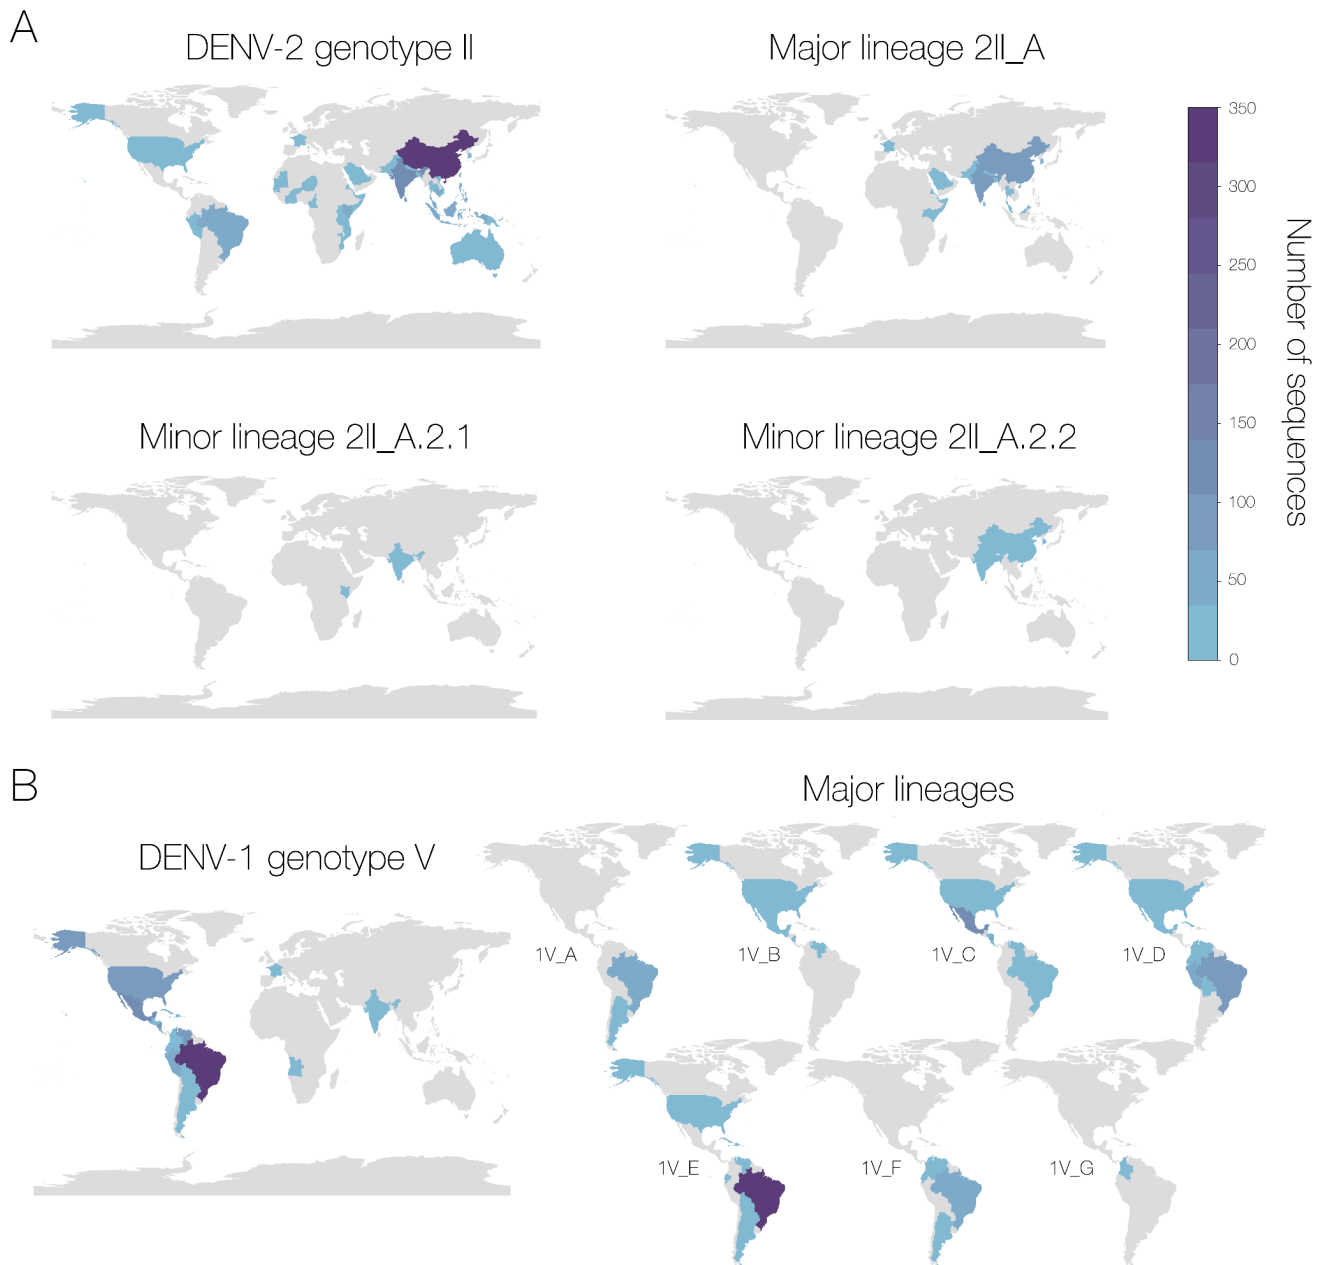 A
DENV-2 genotype II
Major lineage 2II_A
350
300
250
200
150
100
50
0
Number of sequences
Minor lineage 2II_A.2.1
Minor lineage 2II_A.2.2
B
Major lineages
DENV-1 genotype V
1V_A
1V_B
1V_C
1V_D
1V_E
1V_F
1V_G